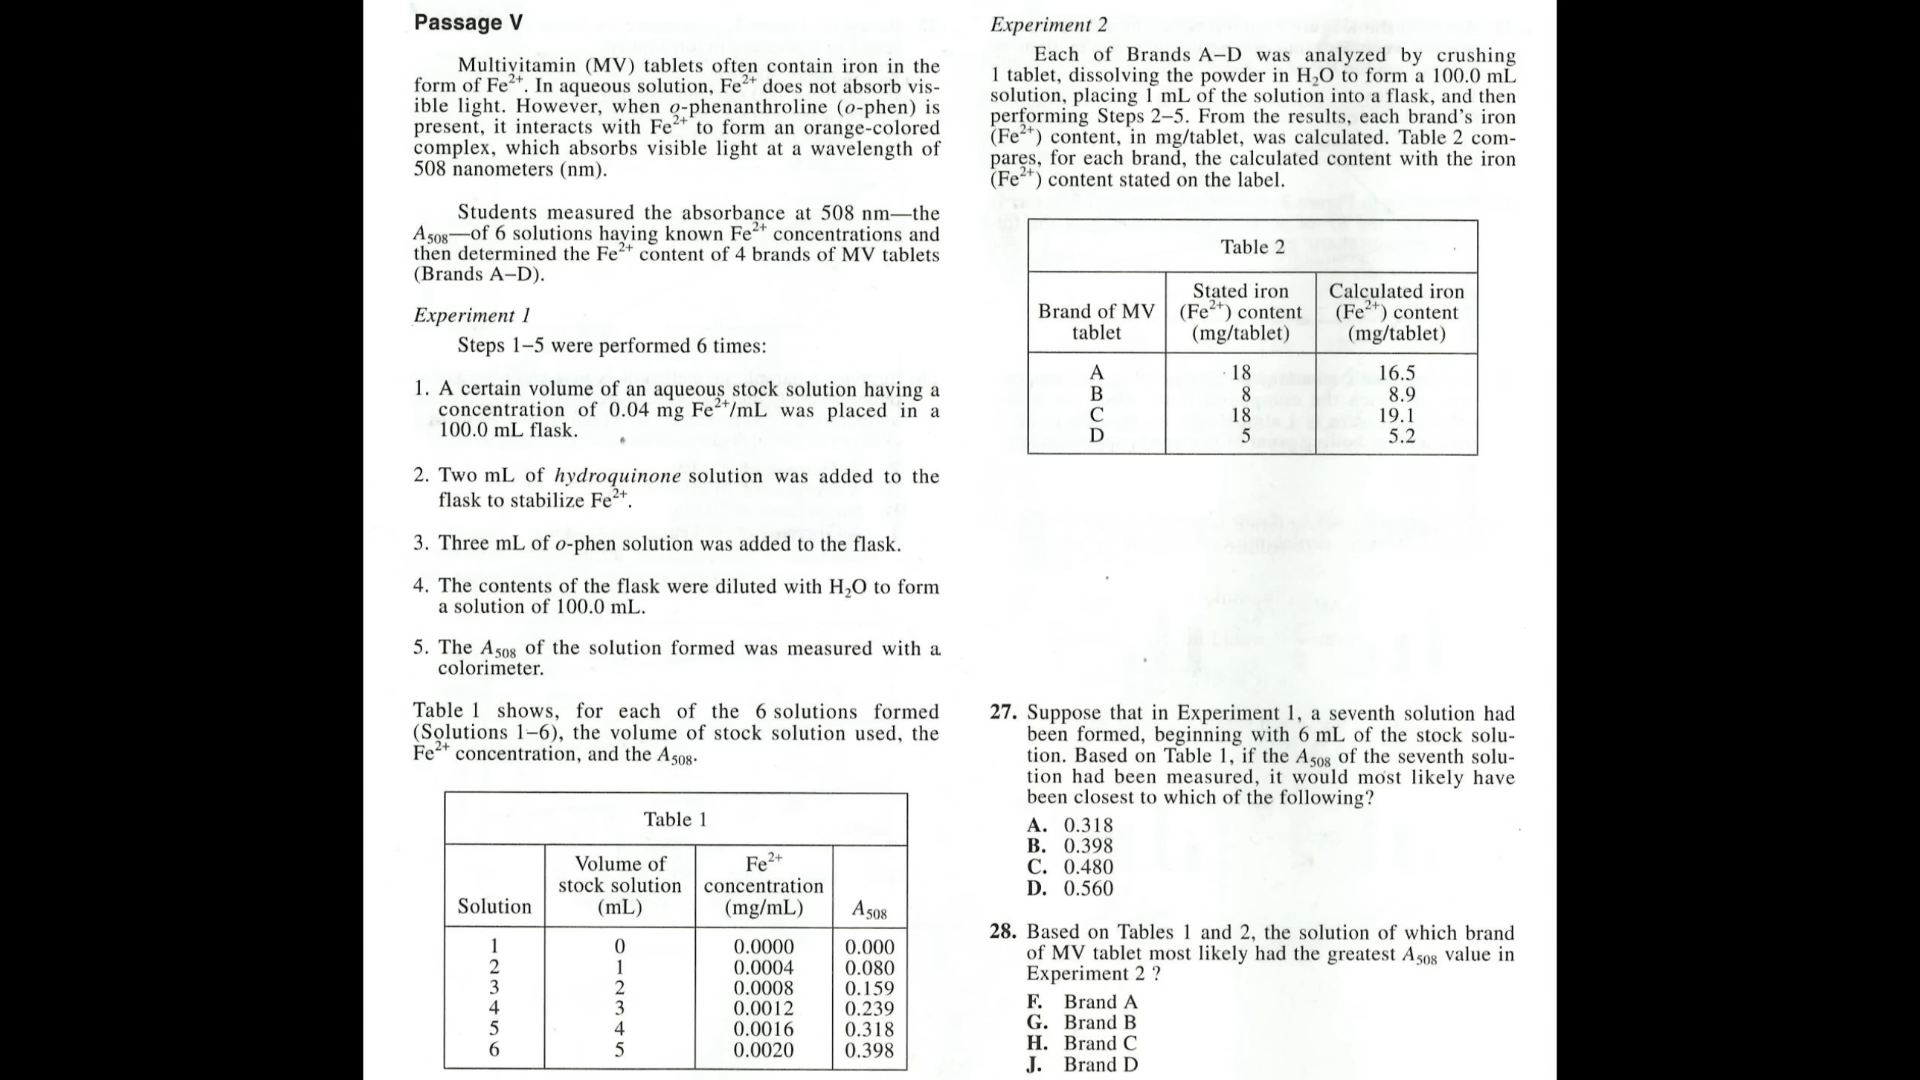 Passage V
Multivitamin (MV) tablets often contain iron in the
form of Fe²⁺. In aqueous solution, Fe²⁺ does not absorb vis-
ible light. However, when o-phenanthroline (o-phen) is
present, it interacts with Fe²⁺ to form an orange-colored
complex, which absorbs visible light at a wavelength of
508 nanometers (nm).
Students measured the absorbance at 508 nm—the
A₅₀₈—of 6 solutions having known Fe²⁺ concentrations and
then determined the Fe²⁺ content of 4 brands of MV tablets
(Brands A–D).
Experiment 1
Steps 1–5 were performed 6 times:
1. A certain volume of an aqueous stock solution having a
concentration of 0.04 mg Fe²⁺/mL was placed in a
100.0 mL flask.
2. Two mL of hydroquinone solution was added to the
flask to stabilize Fe²⁺.
3. Three mL of o-phen solution was added to the flask.
4. The contents of the flask were diluted with H₂O to form
a solution of 100.0 mL.
5. The A₅₀₈ of the solution formed was measured with a
colorimeter.
Table 1 shows, for each of the 6 solutions formed
(Solutions 1–6), the volume of stock solution used, the
Fe²⁺ concentration, and the A₅₀₈.
Table 1
Solution
Volume of
stock solution
(mL)
Fe²⁺
concentration
(mg/mL)
A₅₀₈
1 0 0.0000 0.000
2 1 0.0004 0.080
3 2 0.0008 0.159
4 3 0.0012 0.239
5 4 0.0016 0.318
6 5 0.0020 0.398
Experiment 2
Each of Brands A–D was analyzed by crushing
1 tablet, dissolving the powder in H₂O to form a 100.0 mL
solution, placing 1 mL of the solution into a flask, and then
performing Steps 2–5. From the results, each brand's iron
(Fe²⁺) content, in mg/tablet, was calculated. Table 2 com-
pares, for each brand, the calculated content with the iron
(Fe²⁺) content stated on the label.
Table 2
Brand of MV
tablet
Stated iron
(Fe²⁺) content
(mg/tablet)
Calculated iron
(Fe²⁺) content
(mg/tablet)
A 18 16.5
B 8 8.9
C 18 19.1
D 5 5.2
27. Suppose that in Experiment 1, a seventh solution had
been formed, beginning with 6 mL of the stock solu-
tion. Based on Table 1, if the A₅₀₈ of the seventh solu-
tion had been measured, it would most likely have
been closest to which of the following?
A. 0.318
B. 0.398
C. 0.480
D. 0.560
28. Based on Tables 1 and 2, the solution of which brand
of MV tablet most likely had the greatest A₅₀₈ value in
Experiment 2 ?
F. Brand A
G. Brand B
H. Brand C
J. Brand D